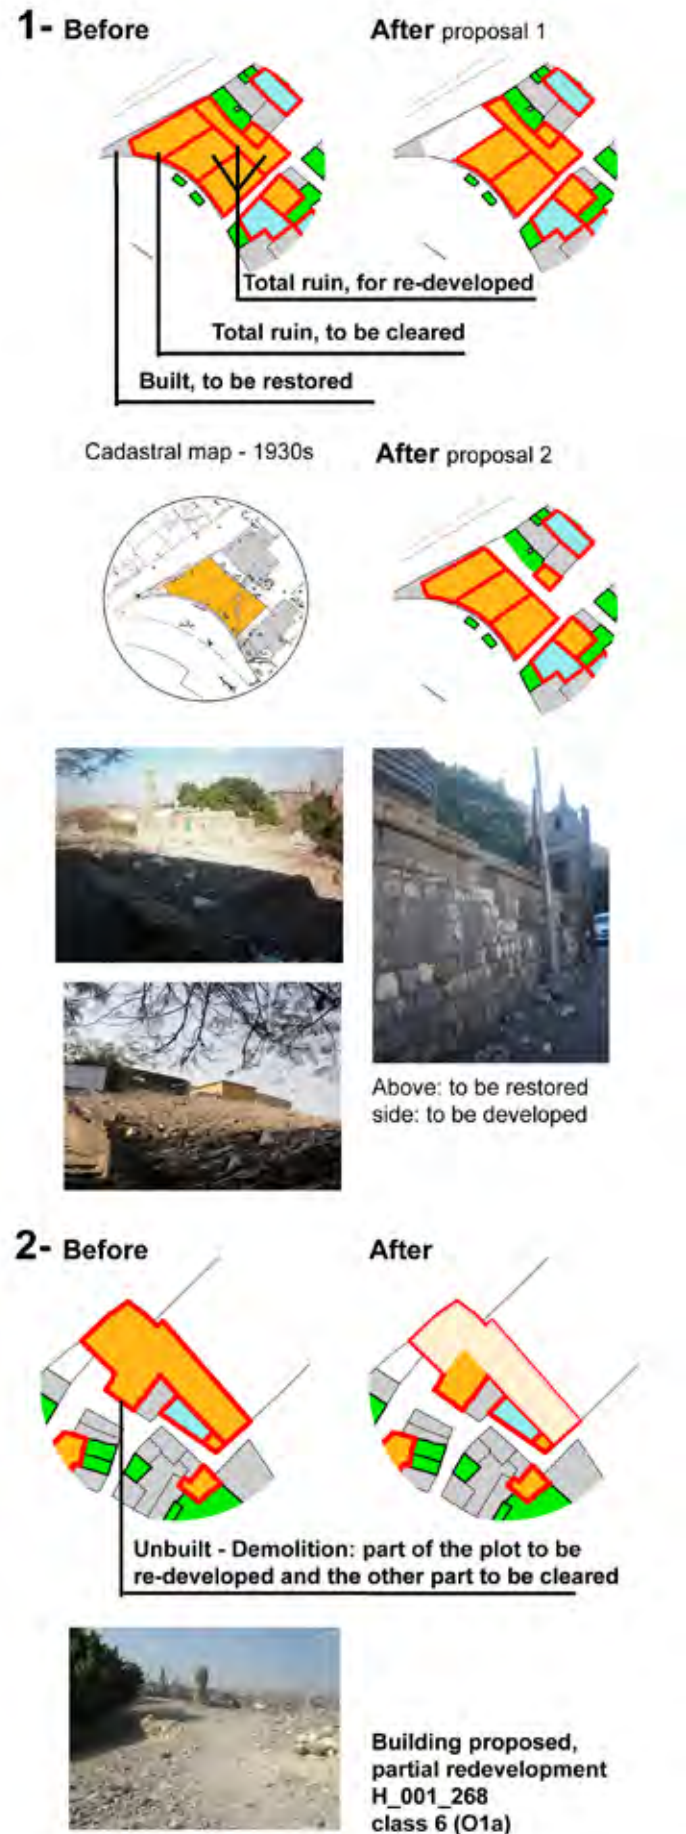 1- Before
After proposal 1
Total ruin, for re-developed
Total ruin, to be cleared
Built, to be restored
Cadastral map - 1930s
After proposal 2
Above: to be restored
side: to be developed
2- Before
After
Unbuilt - Demolition: part of the plot to be
re-developed and the other part to be cleared
Building proposed,
partial redevelopment
H_001_268
class 6 (O1a)